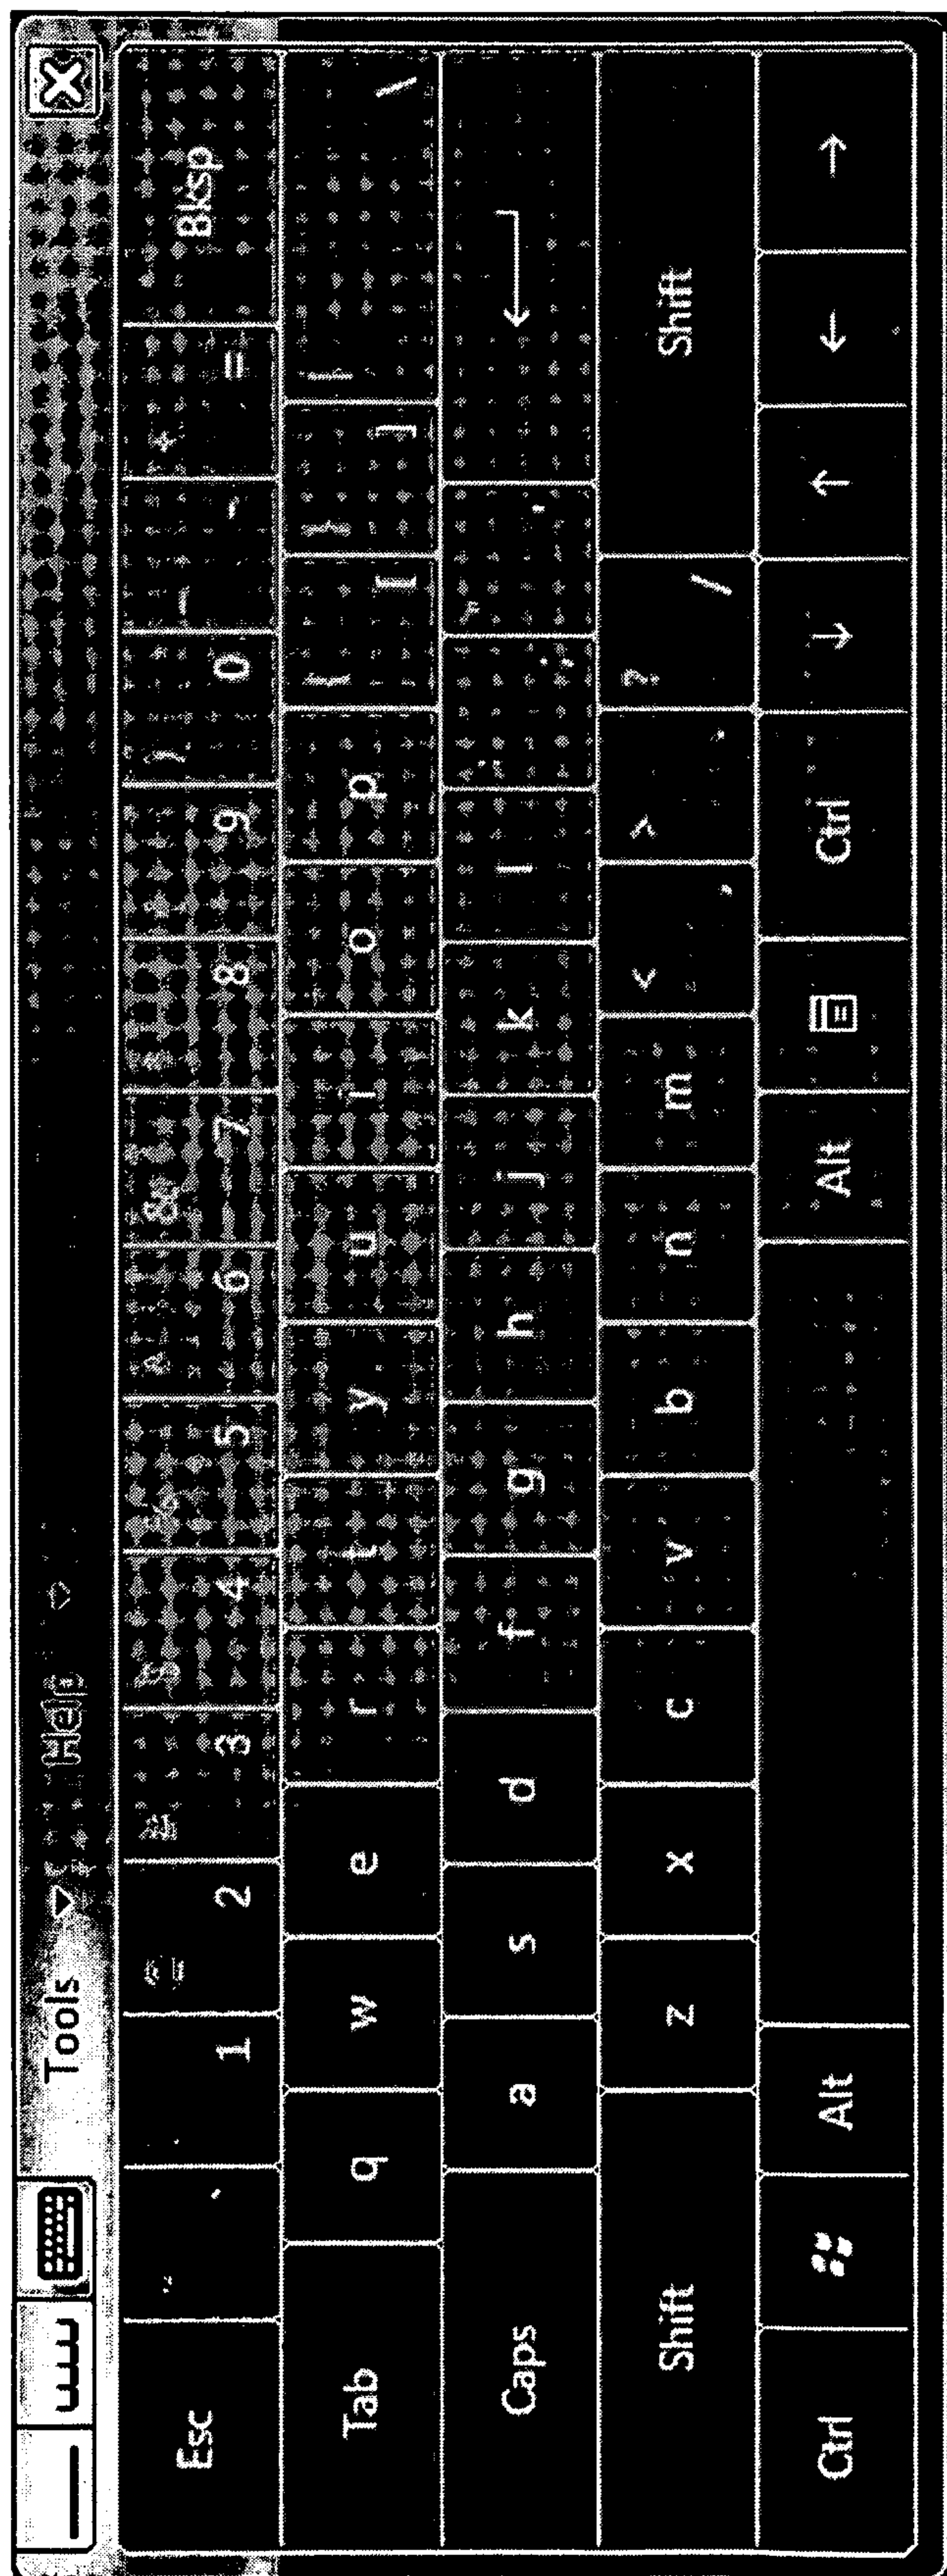 Tools Help
Esc ` 1 @ 2 # 3 $ 4 % 5 ^ 6 & 7 8 9 ) 0 _ - + = Bksp
Tab q w e r t y u i o p { [ } ] | \
Caps a s d f g h j k l : ; " '
Shift z x c v b n m < , > . ? / Shift
Ctrl Alt Alt Ctrl